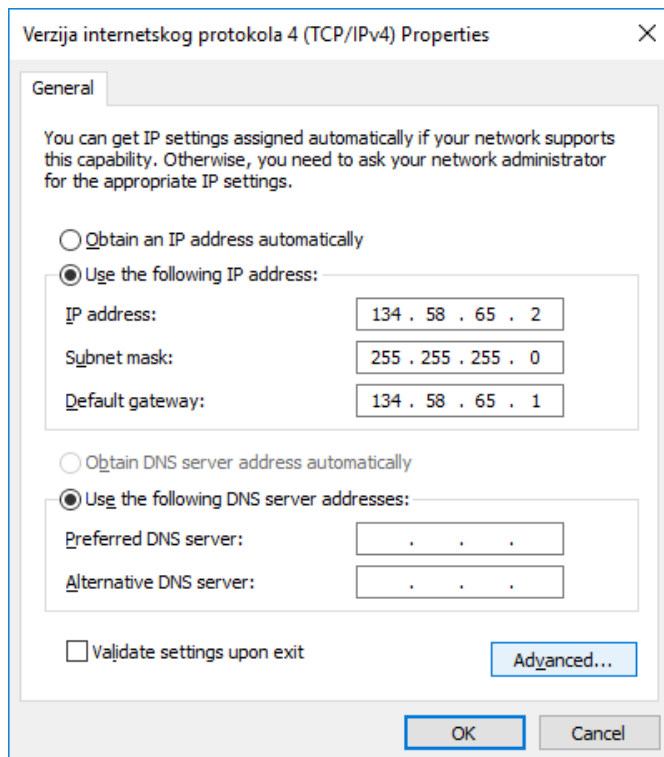 Verzija internetskog protokola 4 (TCP/IPv4) Properties
General
You can get IP settings assigned automatically if your network supports
this capability. Otherwise, you need to ask your network administrator
for the appropriate IP settings.
Obtain an IP address automatically
Use the following IP address:
IP address: 134 . 58 . 65 . 2
Subnet mask: 255 . 255 . 255 . 0
Default gateway: 134 . 58 . 65 . 1
Obtain DNS server address automatically
Use the following DNS server addresses:
Preferred DNS server: . . .
Alternative DNS server: . . .
Validate settings upon exit
Advanced...
OK Cancel